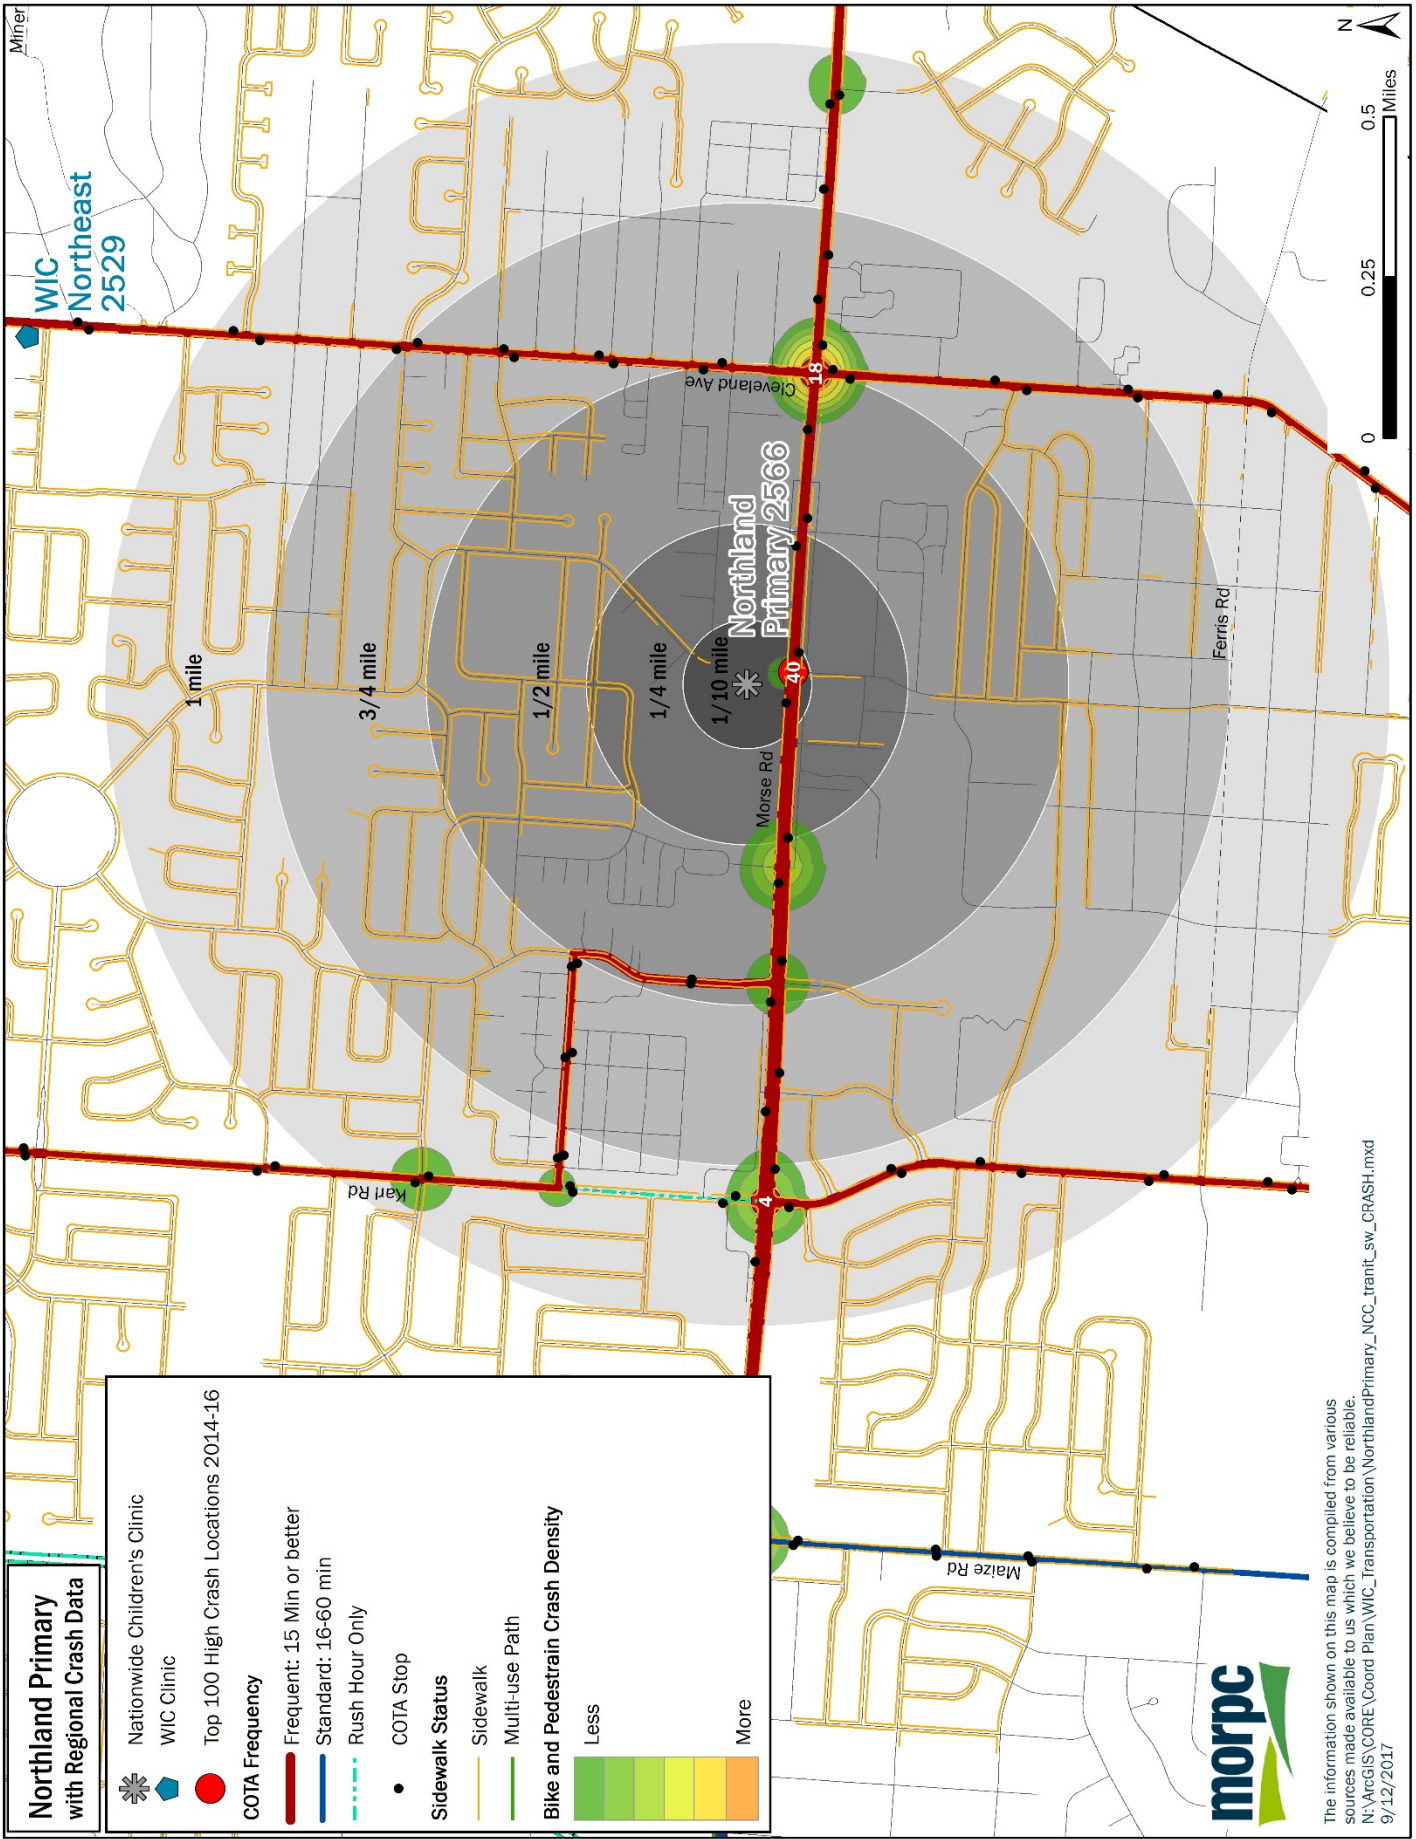 Northland Primary
with Regional Crash Data
Nationwide Children's Clinic
WIC Clinic
Top 100 High Crash Locations 2014-16
COTA Frequency
Frequent: 15 Min or better
Standard: 16-60 min
Rush Hour Only
COTA Stop
Sidewalk Status
Sidewalk
Multi-use Path
Bike and Pedestrain Crash Density
Less
More
Miner
WIC
Northeast
2529
1 mile
3/4 mile
1/2 mile
1/4 mile
1/10 mile
Northland
Primary 2566
Karl Rd
Cleveland Ave
Morse Rd
Maize Rd
Ferris Rd
4
40
18
morpc
The information shown on this map is compiled from various
sources made available to us which we believe to be reliable.
N:\ArcGIS\CORE\Coord Plan\WIC_Transportation\NorthlandPrimary_NCC_tranit_sw_CRASH.mxd
9/12/2017
0
0.25
0.5
Miles
N